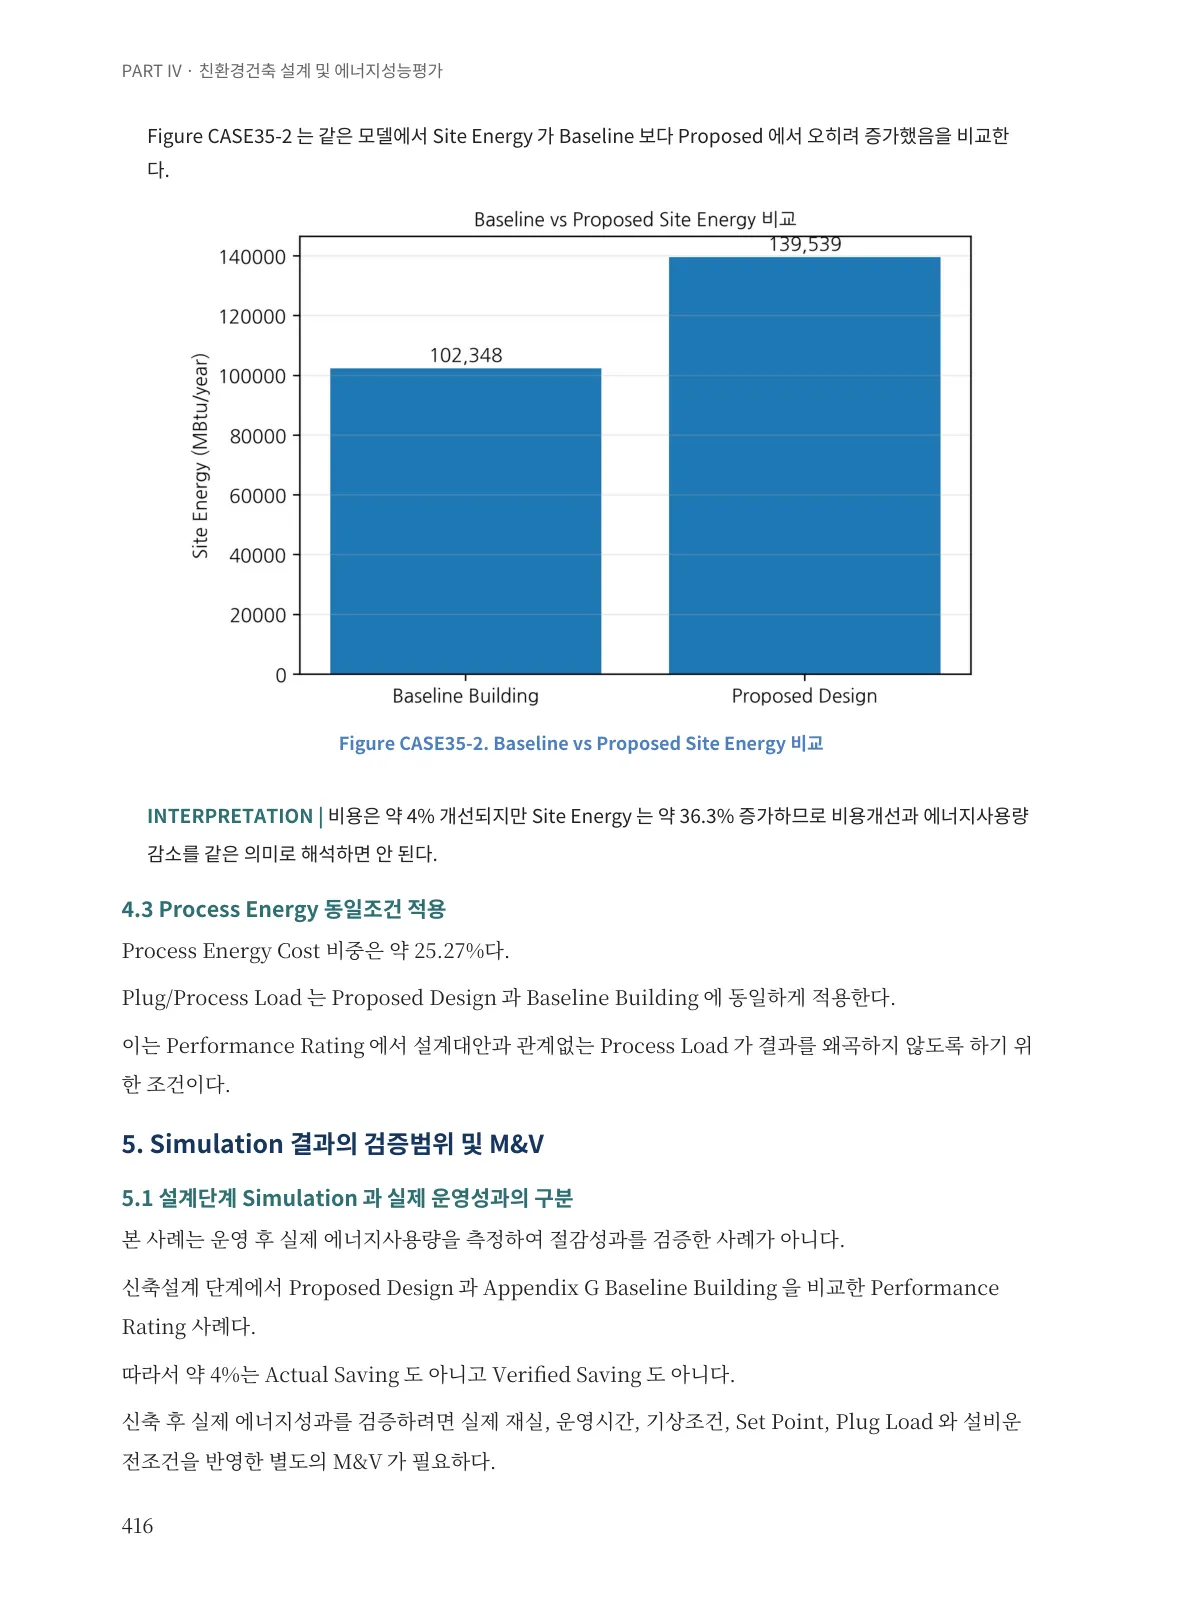 PART IV · 친환경건축 설계 및 에너지성능평가
Figure CASE35-2 는 같은 모델에서 Site Energy 가 Baseline 보다 Proposed 에서 오히려 증가했음을 비교한
다.
Baseline vs Proposed Site Energy 비교
139,539
140000
120000
102,348
100000
80000
60000
40000
20000
0
Site Energy (MBtu/year)
Baseline Building
Proposed Design
Figure CASE35-2. Baseline vs Proposed Site Energy 비교
INTERPRETATION | 비용은 약 4% 개선되지만 Site Energy 는 약 36.3% 증가하므로 비용개선과 에너지사용량
감소를 같은 의미로 해석하면 안 된다.
4.3 Process Energy 동일조건 적용
Process Energy Cost 비중은 약 25.27%다.
Plug/Process Load 는 Proposed Design 과 Baseline Building 에 동일하게 적용한다.
이는 Performance Rating 에서 설계대안과 관계없는 Process Load 가 결과를 왜곡하지 않도록 하기 위
한 조건이다.
5. Simulation 결과의 검증범위 및 M&V
5.1 설계단계 Simulation 과 실제 운영성과의 구분
본 사례는 운영 후 실제 에너지사용량을 측정하여 절감성과를 검증한 사례가 아니다.
신축설계 단계에서 Proposed Design 과 Appendix G Baseline Building 을 비교한 Performance
Rating 사례다.
따라서 약 4%는 Actual Saving 도 아니고 Verified Saving 도 아니다.
신축 후 실제 에너지성과를 검증하려면 실제 재실, 운영시간, 기상조건, Set Point, Plug Load 와 설비운
전조건을 반영한 별도의 M&V 가 필요하다.
416